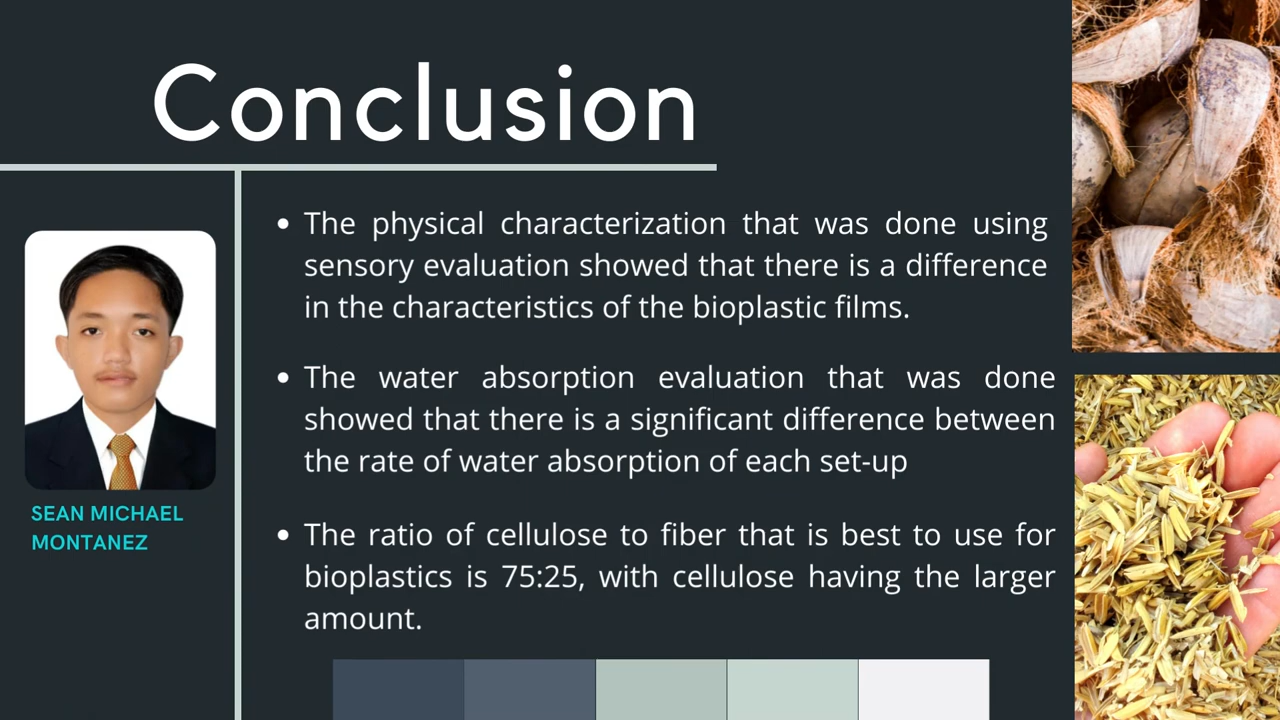 Conclusion
• The physical characterization that was done using
sensory evaluation showed that there is a difference
in the characteristics of the bioplastic films.
• The water absorption evaluation that was done
showed that there is a significant difference between
the rate of water absorption of each set-up
• The ratio of cellulose to fiber that is best to use for
bioplastics is 75:25, with cellulose having the larger
amount.
SEAN MICHAEL
MONTANEZ